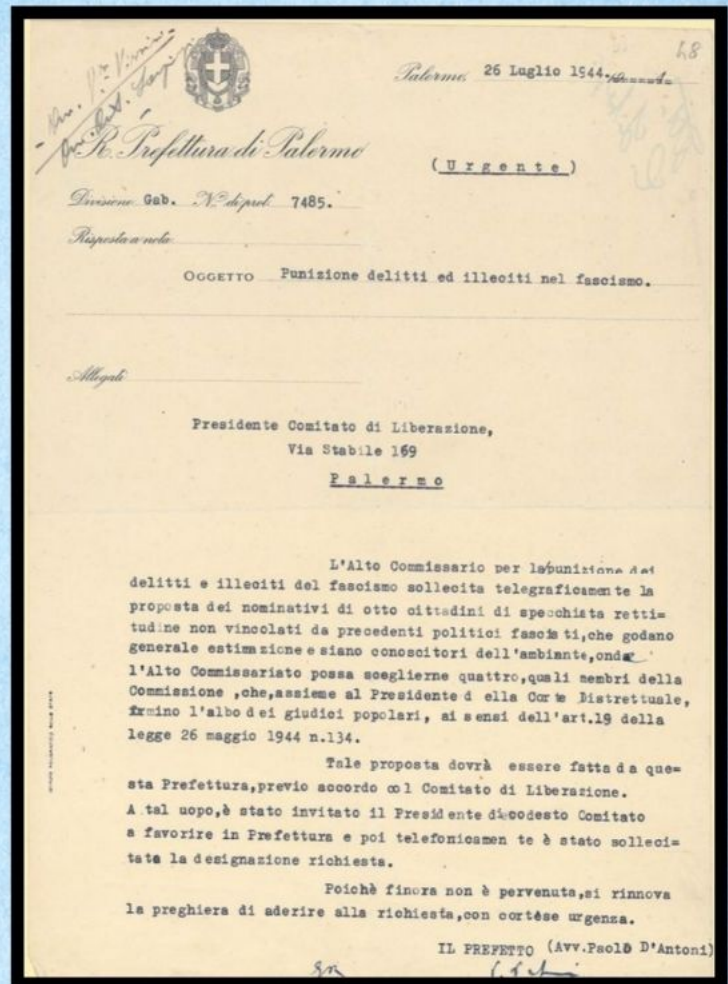 48
Palermo, 26 Luglio 1944.
R. Prefettura di Palermo
(Urgente)
Divisione Gab. N° di prot. 7485.
Risposta a nota
OGGETTO Punizione delitti ed illeciti nel fascismo.
Allegati
Presidente Comitato di Liberazione,
Via Stabile 169
Palermo
L'Alto Commissario per la punizione dei
delitti e illeciti del fascismo sollecita telegraficamente la
proposta dei nominativi di otto cittadini di specchiata retti=
tudine non vincolati da precedenti politici fascisti,che godano
generale estimazione e siano conoscitori dell'ambiante,onde
l'Alto Commissariato possa sceglierne quattro,quali membri della
Commissione ,che,assieme al Presidente d ella Corte Distrettuale,
frmino l'albo dei giudici popolari, ai sensi dell'art.19 della
legge 26 maggio 1944 n.134.
Tale proposta dovrà essere fatta da que=
sta Prefettura,previo accordo col Comitato di Liberazione.
A tal uopo,è stato invitato il Presidente di codesto Comitato
a favorire in Prefettura e poi telefonicamen te è stato solleci=
tata la designazione richiesta.
Poichè finora non è pervenuta,si rinnova
la preghiera di aderire alla richiesta,con cortese urgenza.
IL PREFETTO (Avv.Paolo D'Antoni)